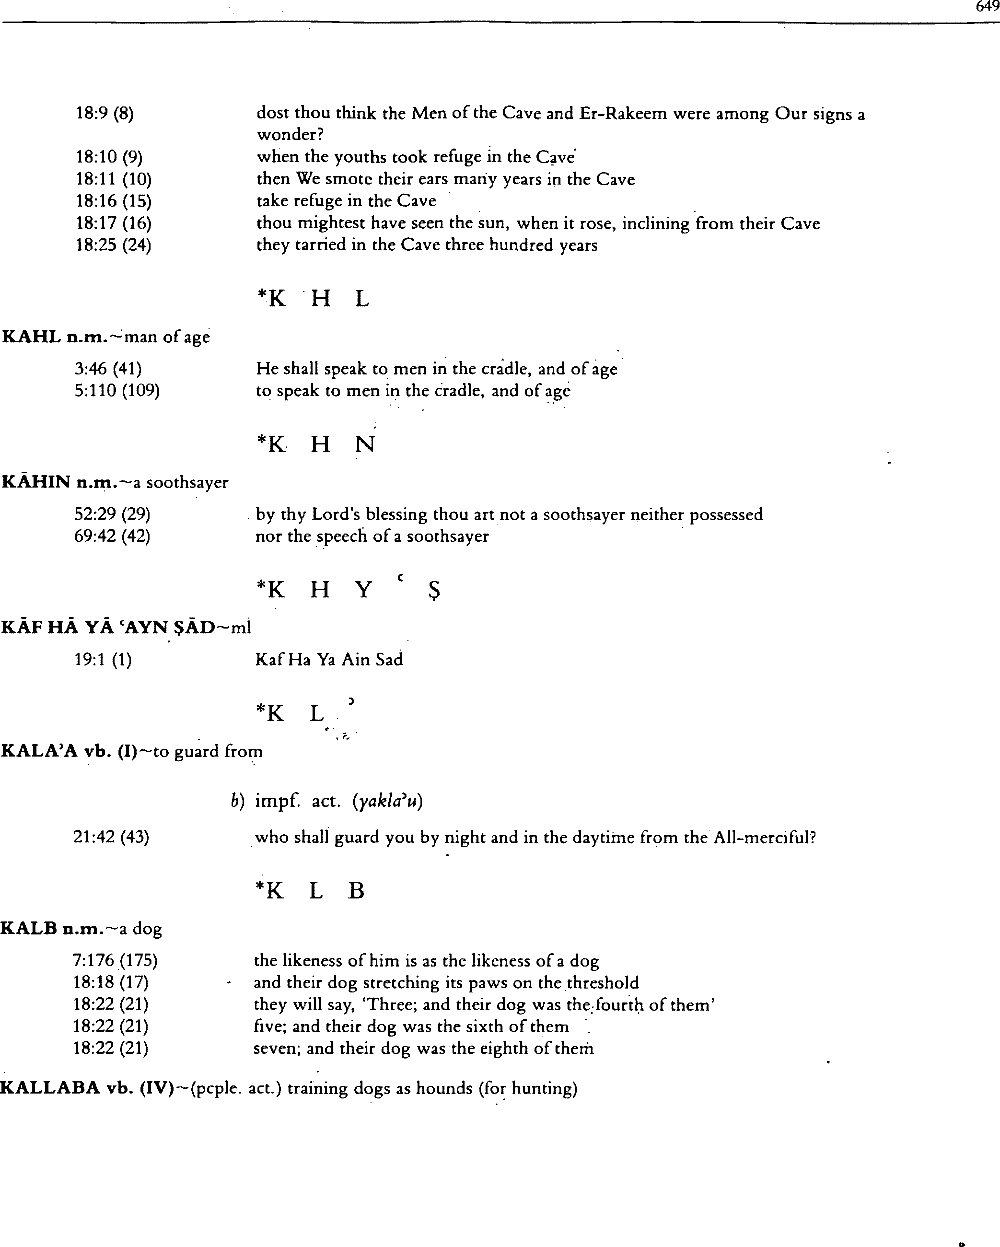 649
18:9 (8) dost thou think the Men of the Cave and Er-Rakeem were among Our signs a
wonder?
18:10 (9) when the youths took refuge in the Cave
18:11 (10) then We smote their ears many years in the Cave
18:16 (15) take refuge in the Cave
18:17 (16) thou mightest have seen the sun, when it rose, inclining from their Cave
18:25 (24) they tarried in the Cave three hundred years
*K H L
KAHL n.m.~man of age
3:46 (41) He shall speak to men in the cradle, and of age
5:110 (109) to speak to men in the cradle, and of age
*K H N
KĀHIN n.m.~a soothsayer
52:29 (29) by thy Lord's blessing thou art not a soothsayer neither possessed
69:42 (42) nor the speech of a soothsayer
*K H Y ʿ Ṣ
KĀF HĀ YĀ ʿAYN ṢĀD~ml
19:1 (1) Kaf Ha Ya Ain Sad
*K L ʾ
KALAʾA vb. (I)~to guard from
b) impf. act. (yaklaʾu)
21:42 (43) who shall guard you by night and in the daytime from the All-merciful?
*K L B
KALB n.m.~a dog
7:176 (175) the likeness of him is as the likeness of a dog
18:18 (17) and their dog stretching its paws on the threshold
18:22 (21) they will say, 'Three; and their dog was the fourth of them'
18:22 (21) five; and their dog was the sixth of them
18:22 (21) seven; and their dog was the eighth of them
KALLABA vb. (IV)~(pcple. act.) training dogs as hounds (for hunting)